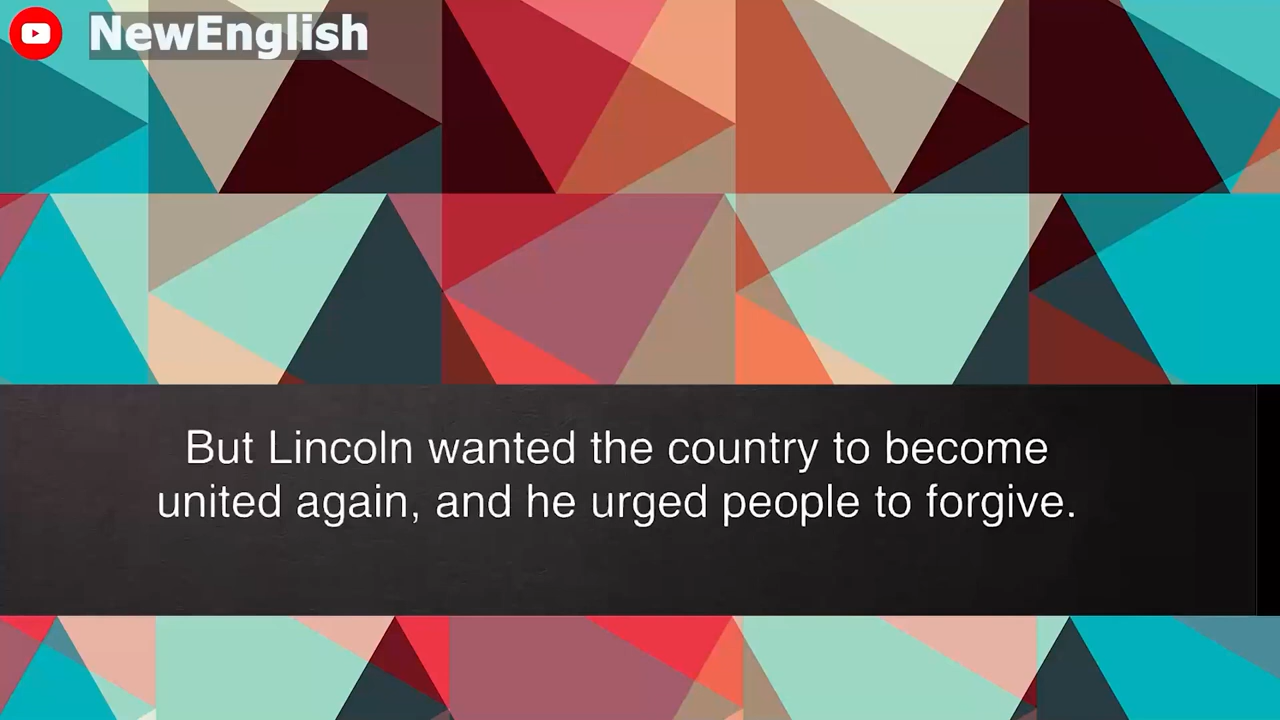 NewEnglish
But Lincoln wanted the country to become
united again, and he urged people to forgive.